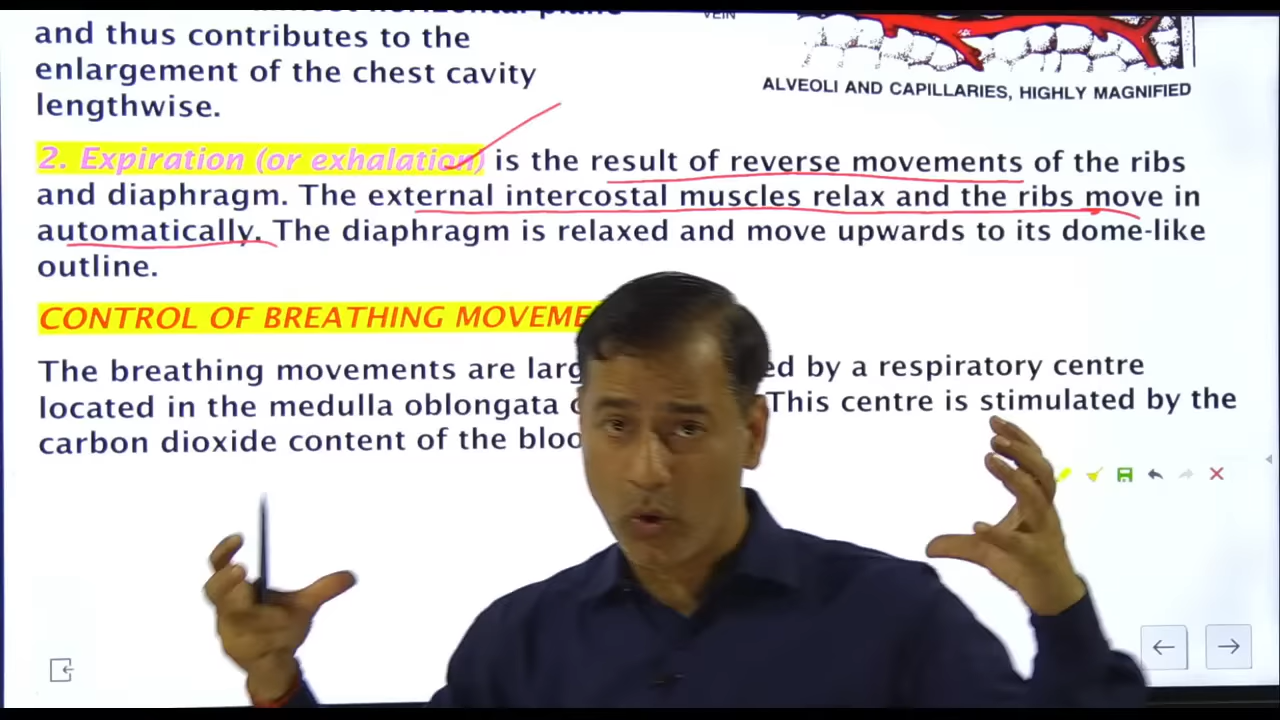 and thus contributes to the
enlargement of the chest cavity
lengthwise.
VEIN
ALVEOLI AND CAPILLARIES, HIGHLY MAGNIFIED
2. Expiration (or exhalation) is the result of reverse movements of the ribs
and diaphragm. The external intercostal muscles relax and the ribs move in
automatically. The diaphragm is relaxed and move upwards to its dome-like
outline.
CONTROL OF BREATHING
The breathing movements are by a respiratory centre
located in the medulla oblongata This centre is stimulated by the
carbon dioxide content of the